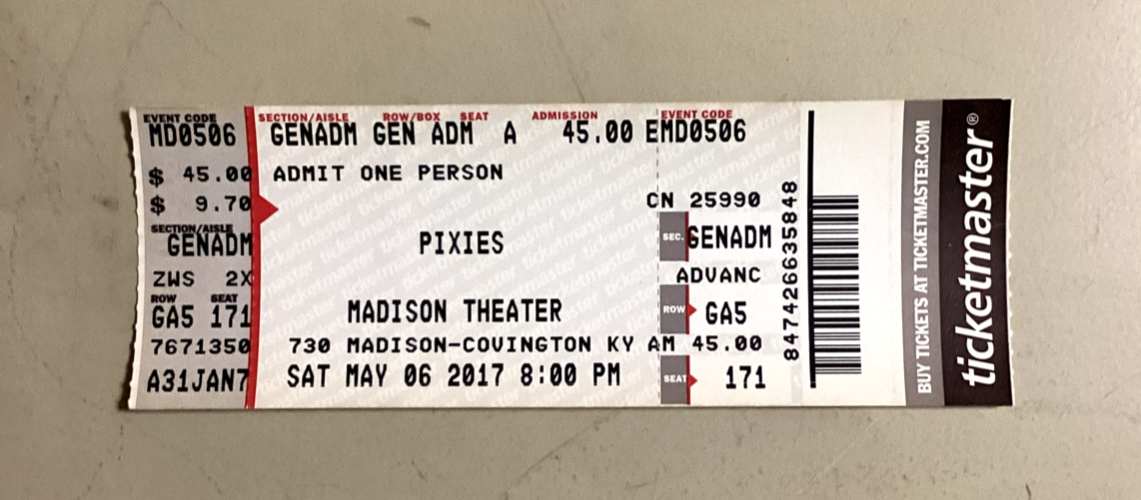 EVENT CODE
MD0506
$ 45.00
$ 9.70
SECTION/AISLE
GENADM
ZWS 2X
ROW SEAT
GA5 171
7671350
A31JAN7
SECTION/AISLE ROW/BOX SEAT ADMISSION EVENT CODE
GENADM GEN ADM A 45.00 EMD0506
ADMIT ONE PERSON
PIXIES
MADISON THEATER
730 MADISON-COVINGTON KY
SAT MAY 06 2017 8:00 PM
CN 25990
SEC. GENADM
ADVANC
ROW GA5
AM 45.00
SEAT 171
847426635848
BUY TICKETS AT TICKETMASTER.COM
ticketmaster®